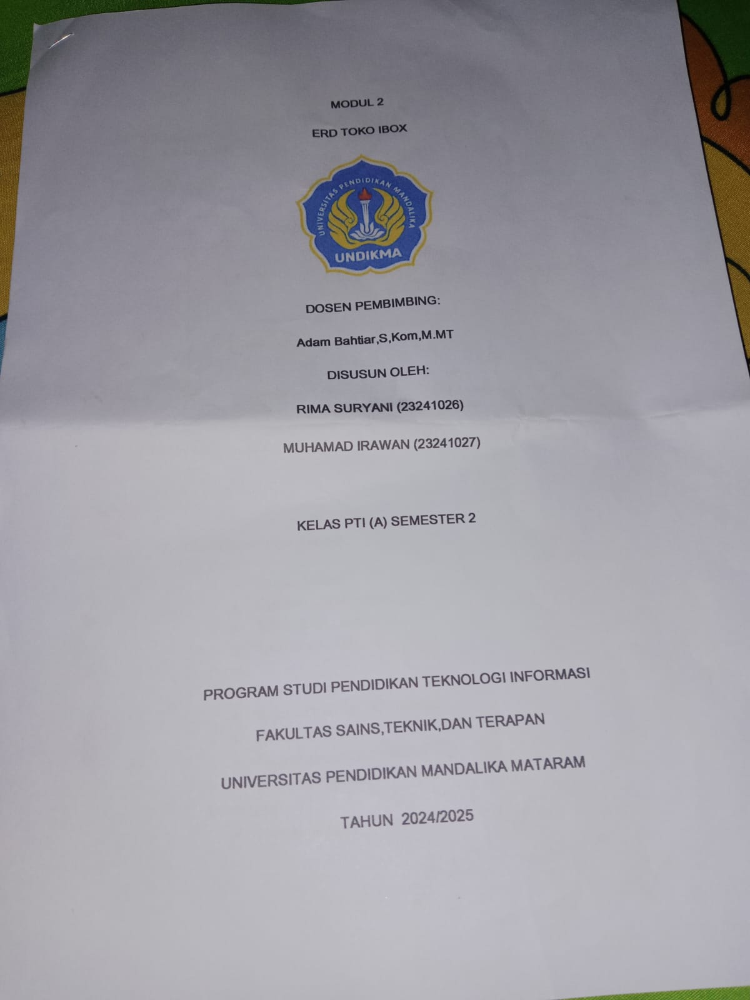 MODUL 2
ERD TOKO IBOX
UNIVERSITAS PENDIDIKAN MANDALIKA
UNDIKMA
DOSEN PEMBIMBING:
Adam Bahtiar,S,Kom,M.MT
DISUSUN OLEH:
RIMA SURYANI (23241026)
MUHAMAD IRAWAN (23241027)
KELAS PTI (A) SEMESTER 2
PROGRAM STUDI PENDIDIKAN TEKNOLOGI INFORMASI
FAKULTAS SAINS,TEKNIK,DAN TERAPAN
UNIVERSITAS PENDIDIKAN MANDALIKA MATARAM
TAHUN 2024/2025